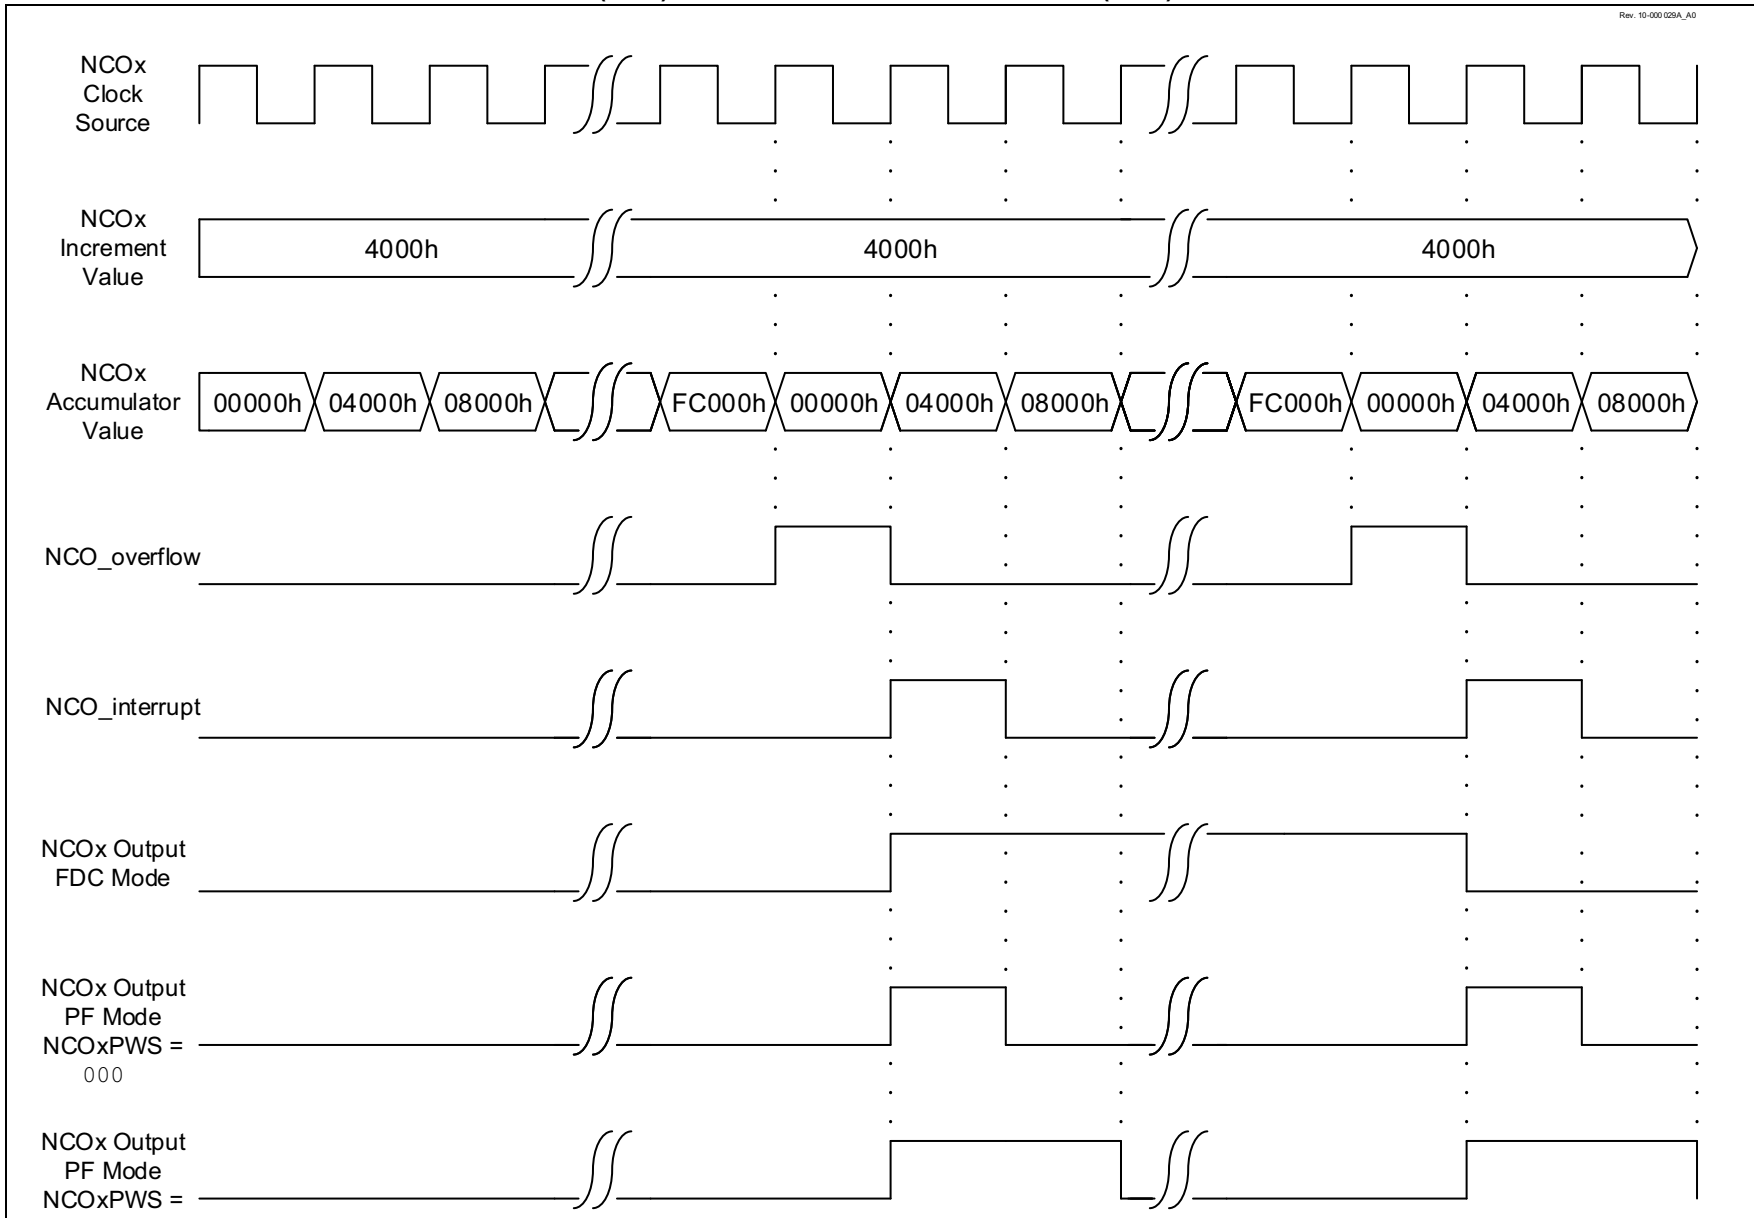 Rev. 10-000029A_A0
NCOx
Clock
Source
NCOx
Increment
Value
4000h
4000h
4000h
NCOx
Accumulator
Value
00000h
04000h
08000h
FC000h
00000h
04000h
08000h
FC000h
00000h
04000h
08000h
NCO_overflow
NCO_interrupt
NCOx Output
FDC Mode
NCOx Output
PF Mode
NCOxPWS =
000
NCOx Output
PF Mode
NCOxPWS =